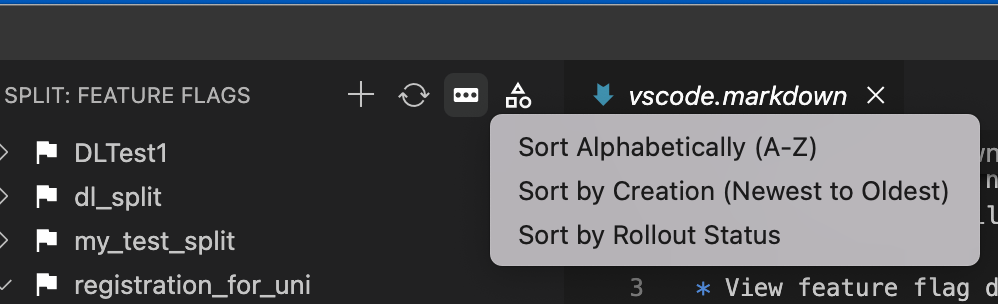 SPLIT: FEATURE FLAGS
vscode.markdown
DLTest1
dl_split
my_test_split
registration_for_uni
Sort Alphabetically (A-Z)
Sort by Creation (Newest to Oldest)
Sort by Rollout Status
3 * View feature flag d